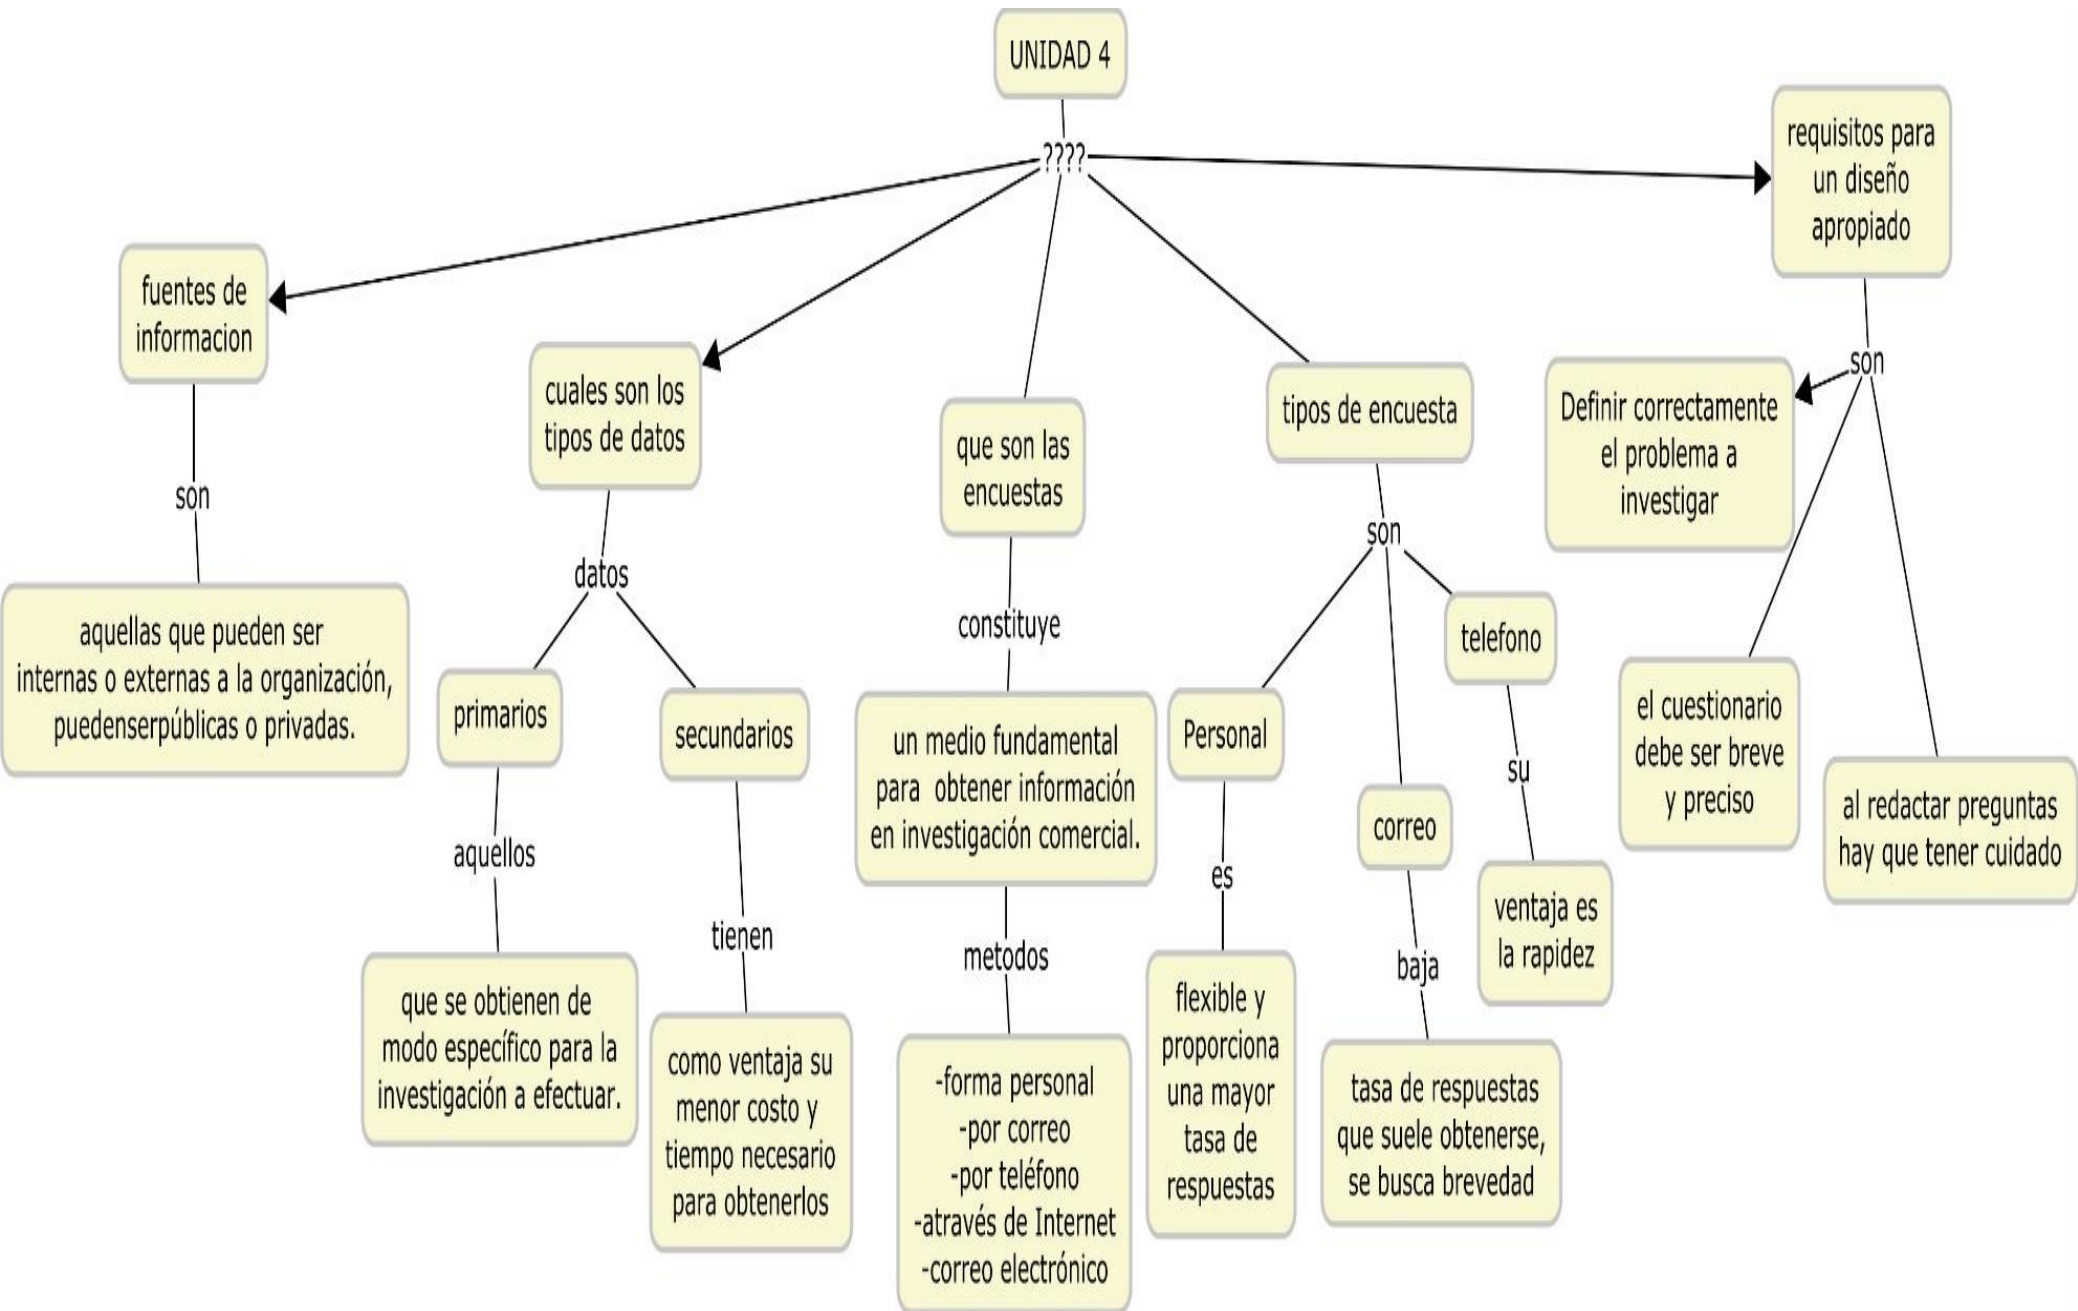 UNIDAD 4
????
fuentes de
informacion
son
aquellas que pueden ser
internas o externas a la organización,
puedenserpúblicas o privadas.
cuales son los
tipos de datos
datos
primarios
aquellos
que se obtienen de
modo específico para la
investigación a efectuar.
secundarios
tienen
como ventaja su
menor costo y
tiempo necesario
para obtenerlos
que son las
encuestas
constituye
un medio fundamental
para  obtener información
en investigación comercial.
metodos
-forma personal
-por correo
-por teléfono
-através de Internet
-correo electrónico
tipos de encuesta
son
Personal
es
flexible y
proporciona
una mayor
tasa de
respuestas
correo
baja
tasa de respuestas
que suele obtenerse,
se busca brevedad
telefono
su
ventaja es
la rapidez
requisitos para
un diseño
apropiado
son
Definir correctamente
el problema a
investigar
el cuestionario
debe ser breve
y preciso
al redactar preguntas
hay que tener cuidado